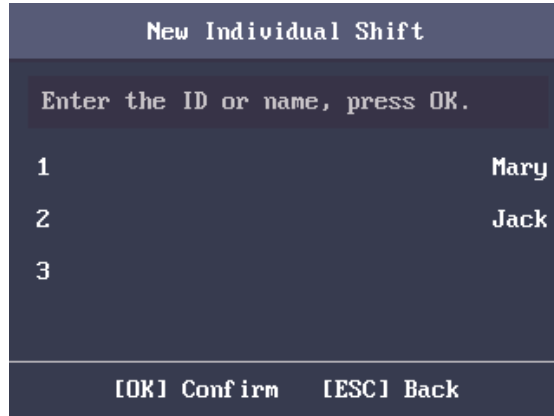 New Individual Shift
Enter the ID or name, press OK.
1 Mary
2 Jack
3
[OK] Confirm [ESC] Back